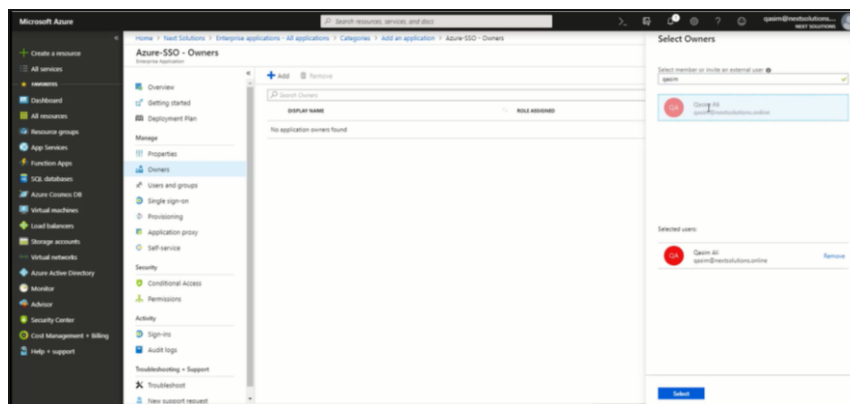 Microsoft Azure
Search resources, services, and docs
qasim@nextsolutions....
NEXT SOLUTIONS
Create a resource
All services
FAVORITES
Dashboard
All resources
Resource groups
App Services
Function Apps
SQL databases
Azure Cosmos DB
Virtual machines
Load balancers
Storage accounts
Virtual networks
Azure Active Directory
Monitor
Advisor
Security Center
Cost Management + Billing
Help + support
Home > Next Solutions > Enterprise applications - All applications > Categories > Add an application > Azure-SSO - Owners
Azure-SSO - Owners
Enterprise Application
Overview
Getting started
Deployment Plan
Manage
Properties
Owners
Users and groups
Single sign-on
Provisioning
Application proxy
Self-service
Security
Conditional Access
Permissions
Activity
Sign-ins
Audit logs
Troubleshooting + Support
Troubleshoot
New support request
Add
Remove
Search Owners
DISPLAY NAME
ROLE ASSIGNED
No application owners found
Select Owners
Select member or invite an external user
qasim
QA
Qasim Ali
qasim@nextsolutions.online
Selected users:
QA
Qasim Ali
qasim@nextsolutions.online
Remove
Select